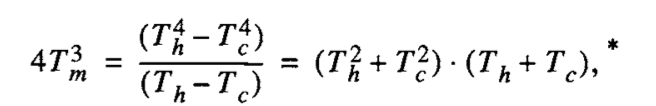 4T_m^3 = \frac{(T_h^4 - T_c^4)}{(T_h - T_c)} = (T_h^2 + T_c^2) \cdot (T_h + T_c),^*